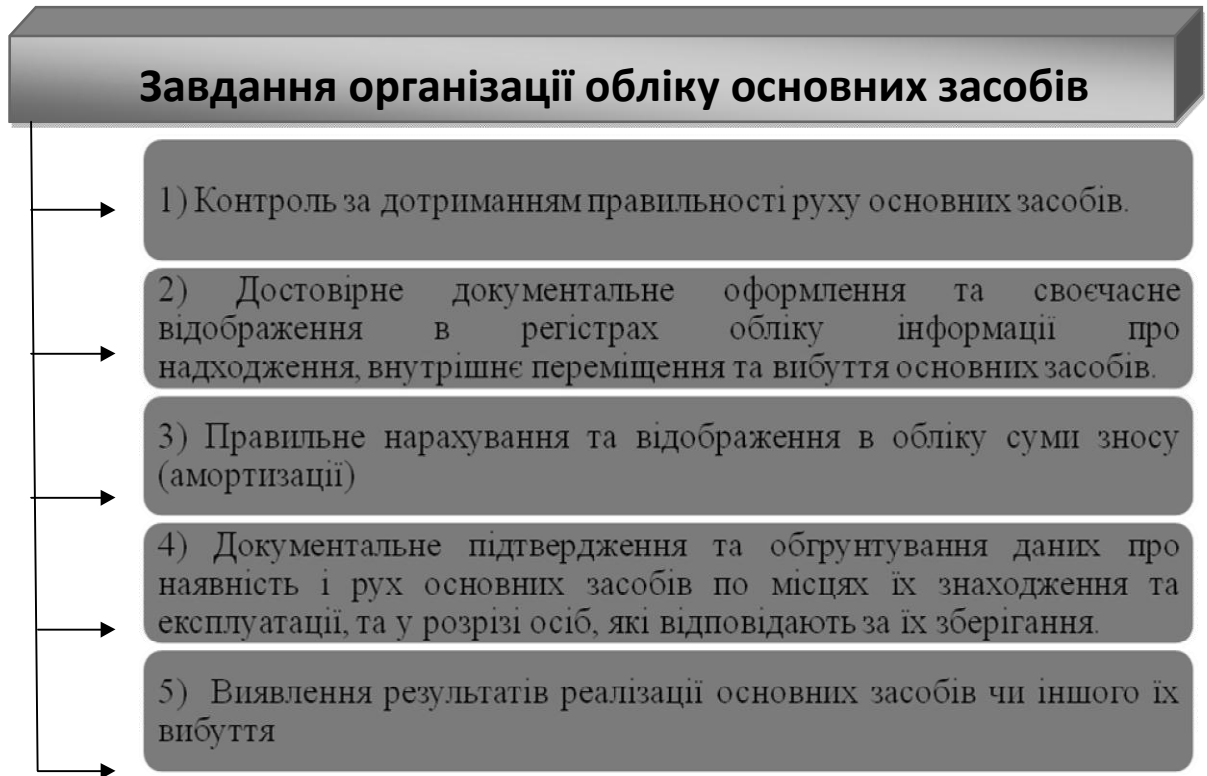 Завдання організації обліку основних засобів
1) Контроль за дотриманням правильності руху основних засобів.
2) Достовірне документальне оформлення та своєчасне
відображення в регістрах обліку інформації про
надходження, внутрішнє переміщення та вибуття основних засобів.
3) Правильне нарахування та відображення в обліку суми зносу
(амортизації)
4) Документальне підтвердження та обгрунтування даних про
наявність і рух основних засобів по місцях їх знаходження та
експлуатації, та у розрізі осіб, які відповідають за їх зберігання.
5) Виявлення результатів реалізації основних засобів чи іншого їх
вибуття